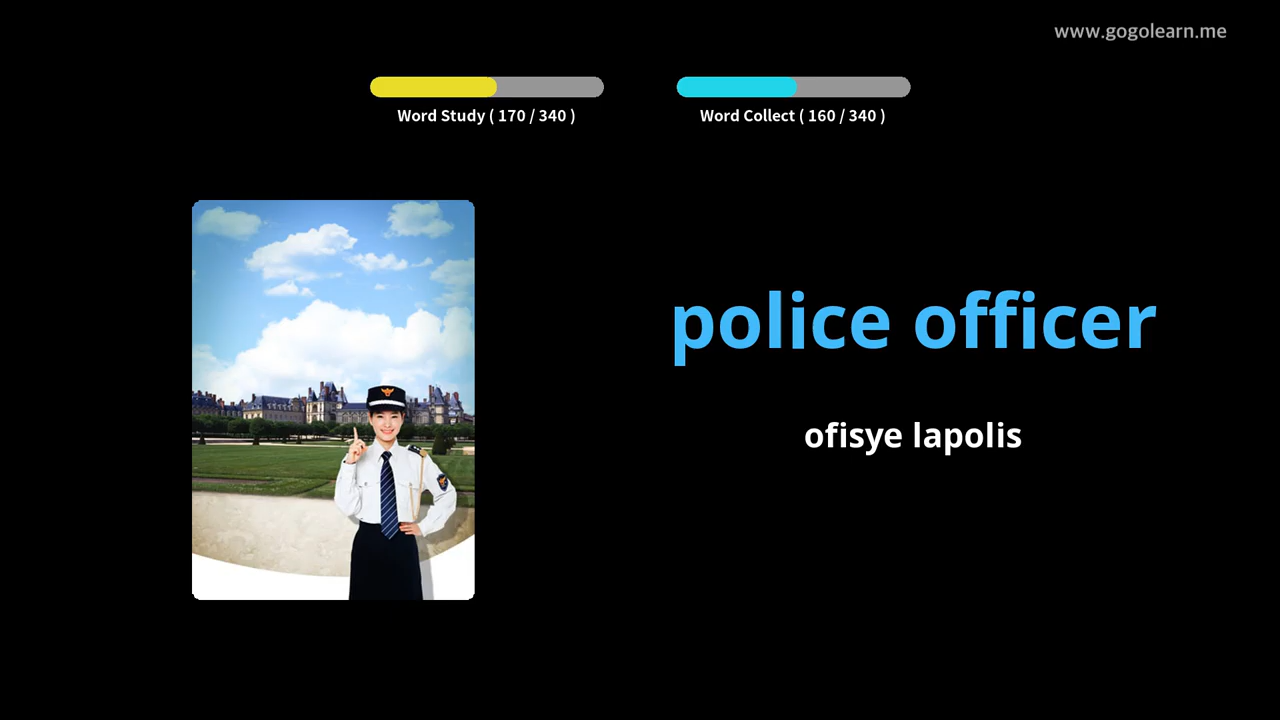 www.gogolearn.me
Word Study ( 170 / 340 )
Word Collect ( 160 / 340 )
police officer
ofisye lapolis